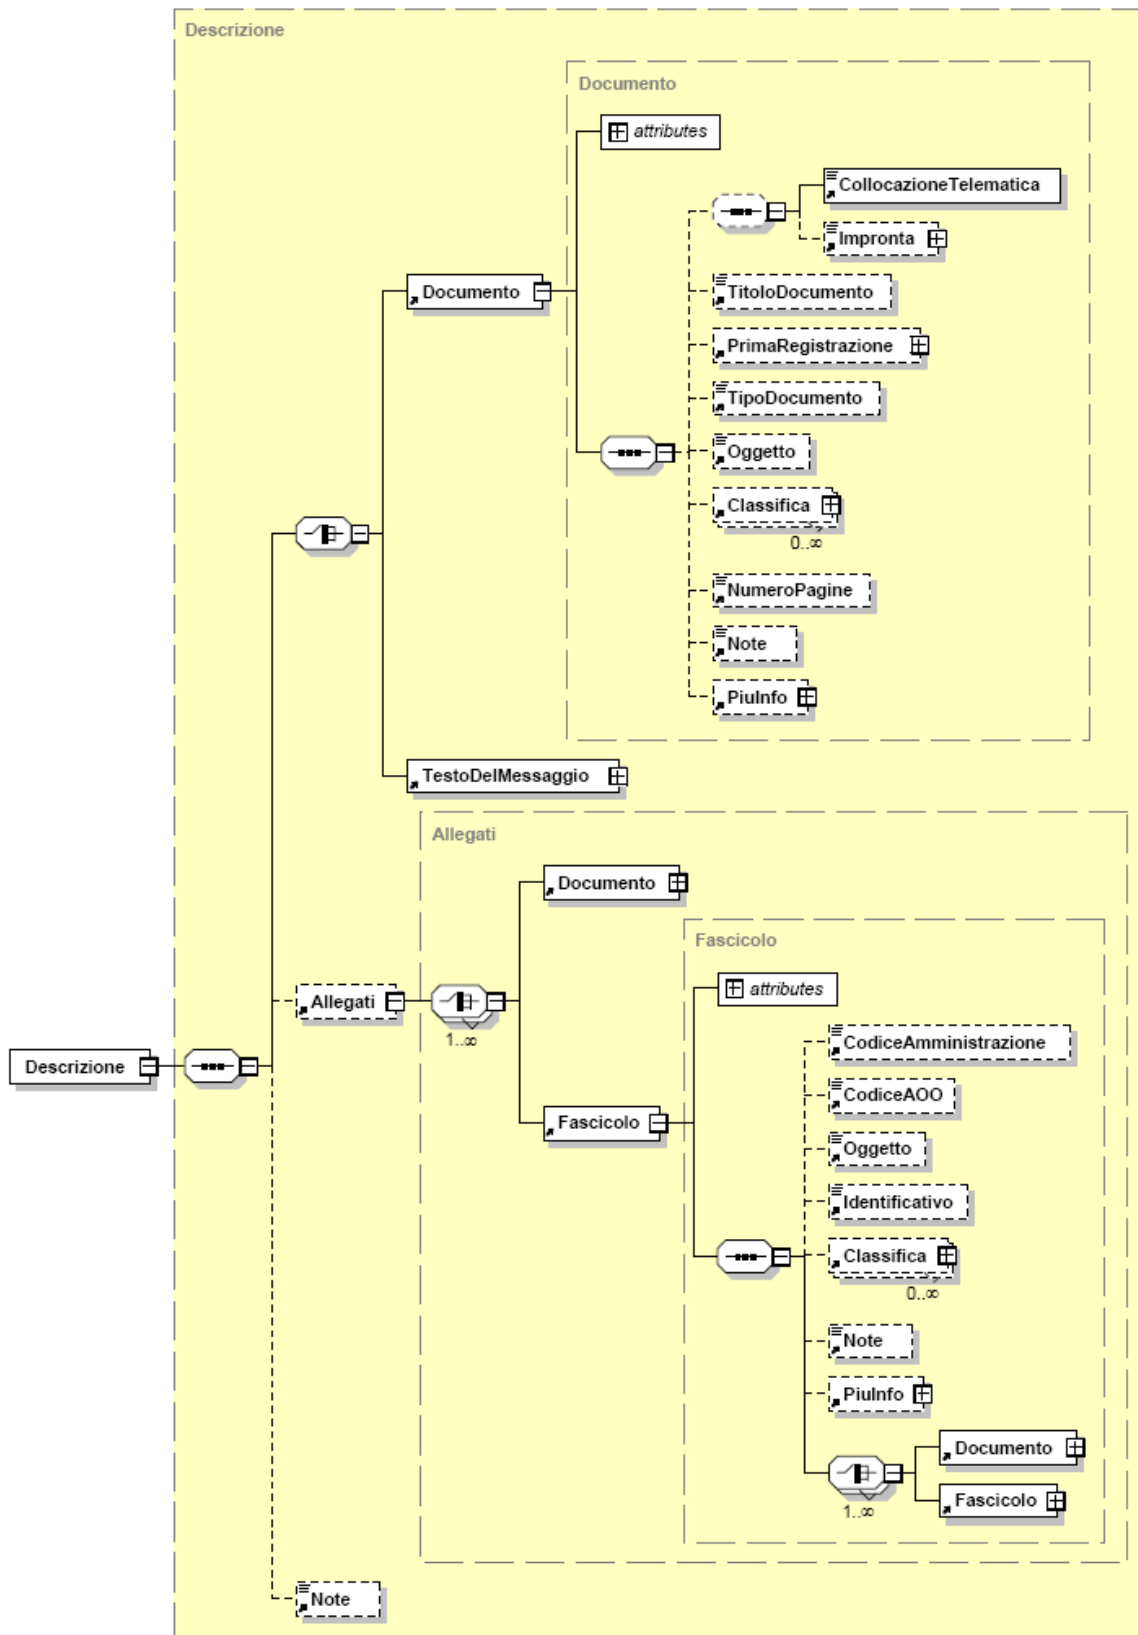 Descrizione
Documento
attributes
CollocazioneTelematica
Impronta
Documento
TitoloDocumento
PrimaRegistrazione
TipoDocumento
Oggetto
Classifica
0..∞
NumeroPagine
Note
PiuInfo
TestoDelMessaggio
Allegati
Documento
Fascicolo
attributes
Allegati
1..∞
CodiceAmministrazione
Descrizione
CodiceAOO
Fascicolo
Oggetto
Identificativo
Classifica
0..∞
Note
PiuInfo
Documento
Fascicolo
1..∞
Note